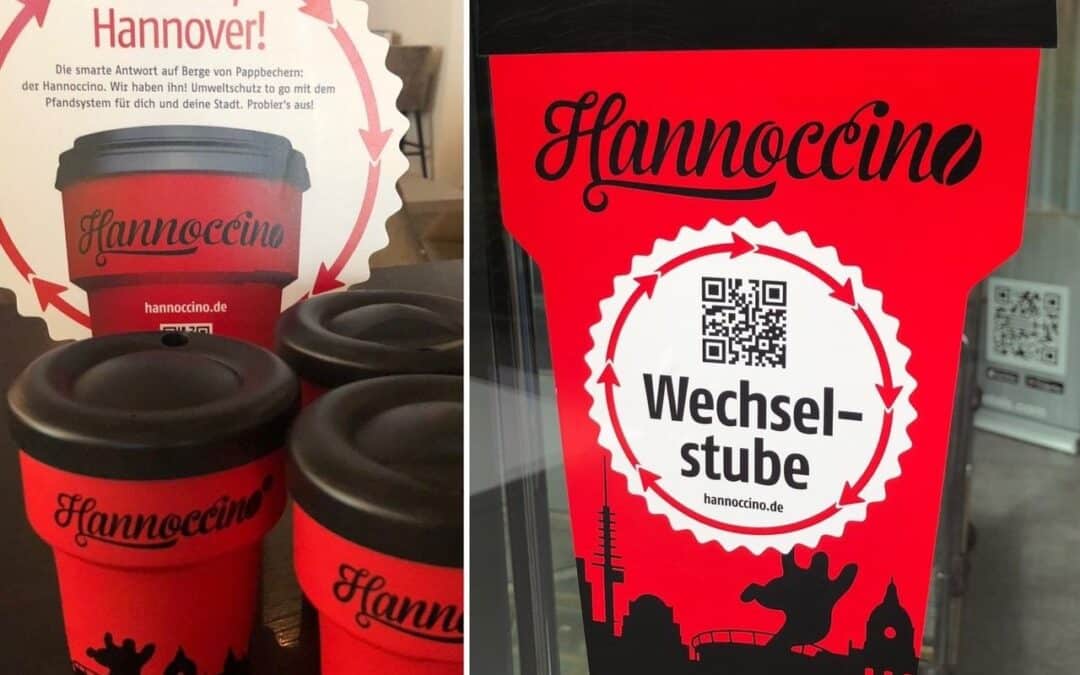 Hannover!
Die smarte Antwort auf Berge von Pappbechern:
der Hannoccino. Wir haben ihn! Umweltschutz to go mit dem
Pfandsystem für dich und deine Stadt. Probier's aus!
Hannoccino
hannoccino.de
Hannoccino
Hann
Hannoccino
Wechsel-
stube
hannoccino.de